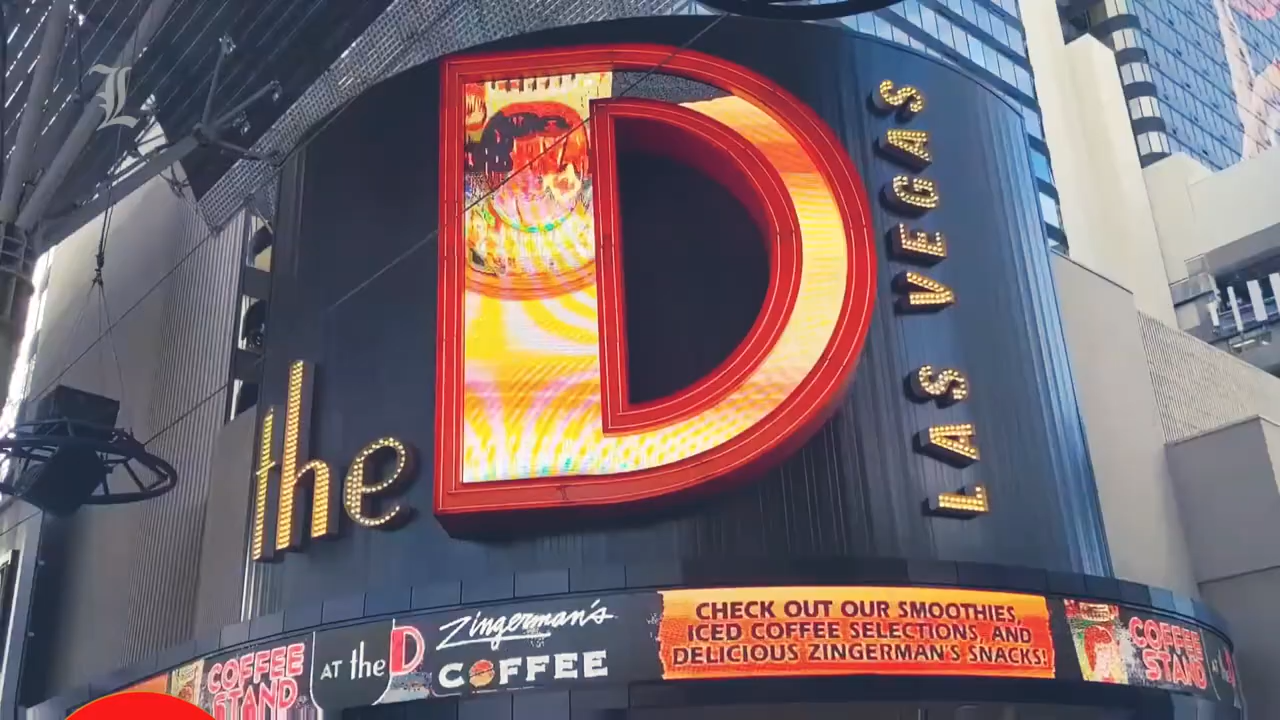 L
the D
LAS VEGAS
COFFEE
STAND
AT the D
Zingerman's
COFFEE
CHECK OUT OUR SMOOTHIES,
ICED COFFEE SELECTIONS, AND
DELICIOUS ZINGERMAN'S SNACKS!
COFFEE
STAND